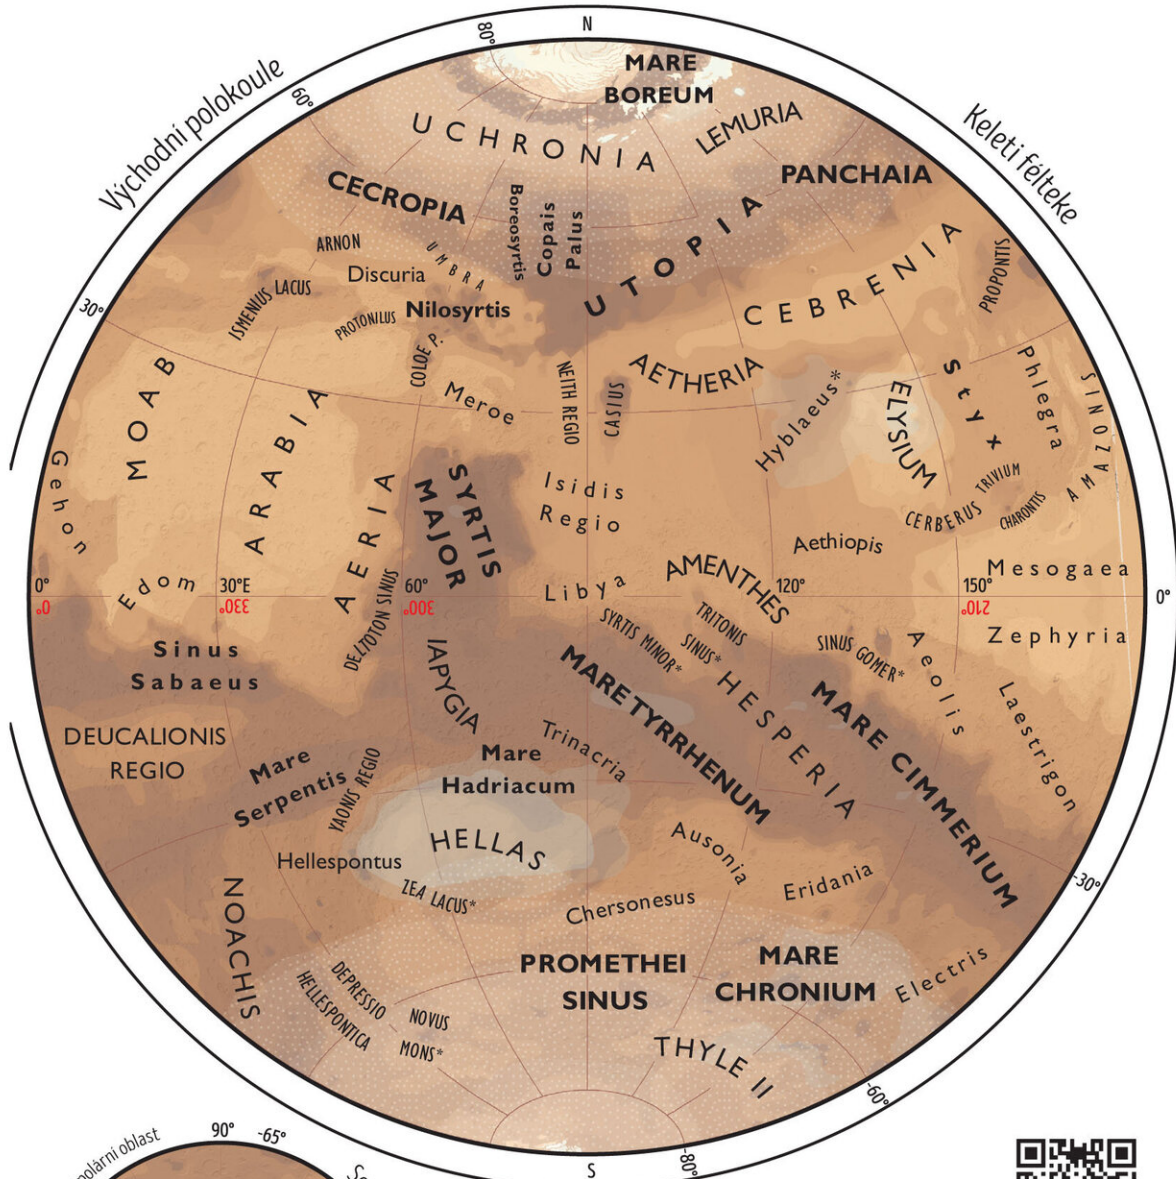 N
80°
Východní polokoule
Keleti félteke
60°
MARE
BOREUM
UCHRONIA
LEMURIA
CECROPIA
PANCHAIA
Boreosyrtis
Copais
Palus
UTOPIA
ARNON
UMBRA
Discuria
CEBRENIA
PROPONTIS
ISMENIUS LACUS
Nilosyrtis
30°
PROTONILUS
COLOE P.
Meroe
NEITH REGIO
CASIUS
AETHERIA
Hyblaeus*
ELYSIUM
Styx
Phlegra
AMAZONIS
MOAB
ARABIA
Gehon
AERIA
SYRTIS
MAJOR
Isidis
Regio
CERBERUS
TRIVIUM
CHARONTIS
Aethiopis
AMENTHES
Mesogaea
Edom
Libya
0°
30°E
60°
120°
150°
0°
0°
330°
300°
210°
DELTOTON SINUS
SYRTIS MINOR*
TRITONIS
SINUS*
SINUS GOMER*
Aeolis
Zephyria
Sinus
Sabaeus
IAPYGIA
MARE TYRRHENUM
HESPERIA
MARE CIMMERIUM
Laestrigon
DEUCALIONIS
REGIO
Mare
Serpentis
YAONIS REGIO
Mare
Hadriacum
Trinacria
HELLAS
Hellespontus
ZEA LACUS*
Ausonia
Eridania
-30°
Chersonesus
NOACHIS
PROMETHEI
SINUS
MARE
CHRONIUM
Electris
DEPRESSIO
HELLESPONTICA
NOVUS
MONS*
THYLE II
-60°
-80°
S
90°
-65°
polární oblast